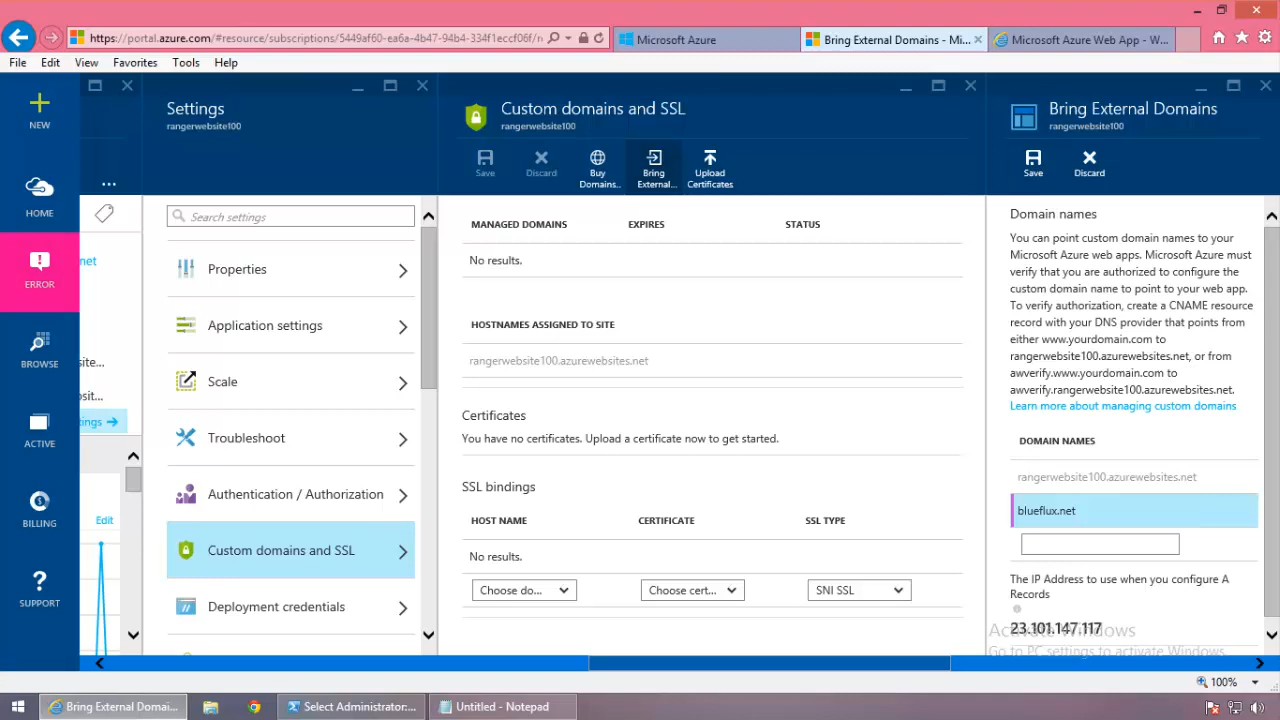 https://portal.azure.com/#resource/subscriptions/5449af60-ea6a-4b47-94b4-334f1eccf06f/r
Microsoft Azure
Bring External Domains - Mi...
Microsoft Azure Web App - W...
File Edit View Favorites Tools Help
NEW
HOME
ERROR
BROWSE
ACTIVE
BILLING
SUPPORT
...
net
ite...
sit...
ngs
Edit
Settings
rangerwebsite100
Search settings
Properties
Application settings
Scale
Troubleshoot
Authentication / Authorization
Custom domains and SSL
Deployment credentials
Custom domains and SSL
rangerwebsite100
Save
Discard
Buy
Domains..
Bring
External...
Upload
Certificates
MANAGED DOMAINS EXPIRES STATUS
No results.
HOSTNAMES ASSIGNED TO SITE
rangerwebsite100.azurewebsites.net
Certificates
You have no certificates. Upload a certificate now to get started.
SSL bindings
HOST NAME CERTIFICATE SSL TYPE
No results.
Choose do... Choose cert... SNI SSL
Bring External Domains
rangerwebsite100
Save
Discard
Domain names
You can point custom domain names to your
Microsoft Azure web apps. Microsoft Azure must
verify that you are authorized to configure the
custom domain name to point to your web app.
To verify authorization, create a CNAME resource
record with your DNS provider that points from
either www.yourdomain.com to
rangerwebsite100.azurewebsites.net, or from
awverify.www.yourdomain.com to
awverify.rangerwebsite100.azurewebsites.net.
Learn more about managing custom domains
DOMAIN NAMES
rangerwebsite100.azurewebsites.net
blueflux.net
The IP Address to use when you configure A
Records
23.101.147.117
Activate Windows
Go to PC settings to activate Windows.
100%
Bring External Domai...
Select Administrator:...
Untitled - Notepad